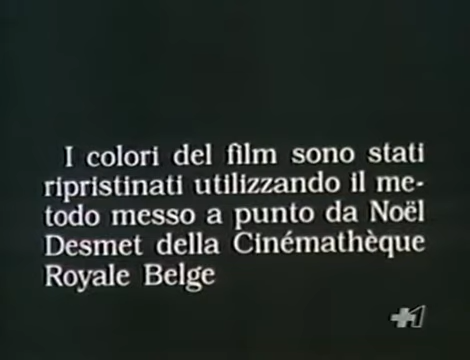 I colori del film sono stati
ripristinati utilizzando il me-
todo messo a punto da Noël
Desmet della Cinémathèque
Royale Belge
+1